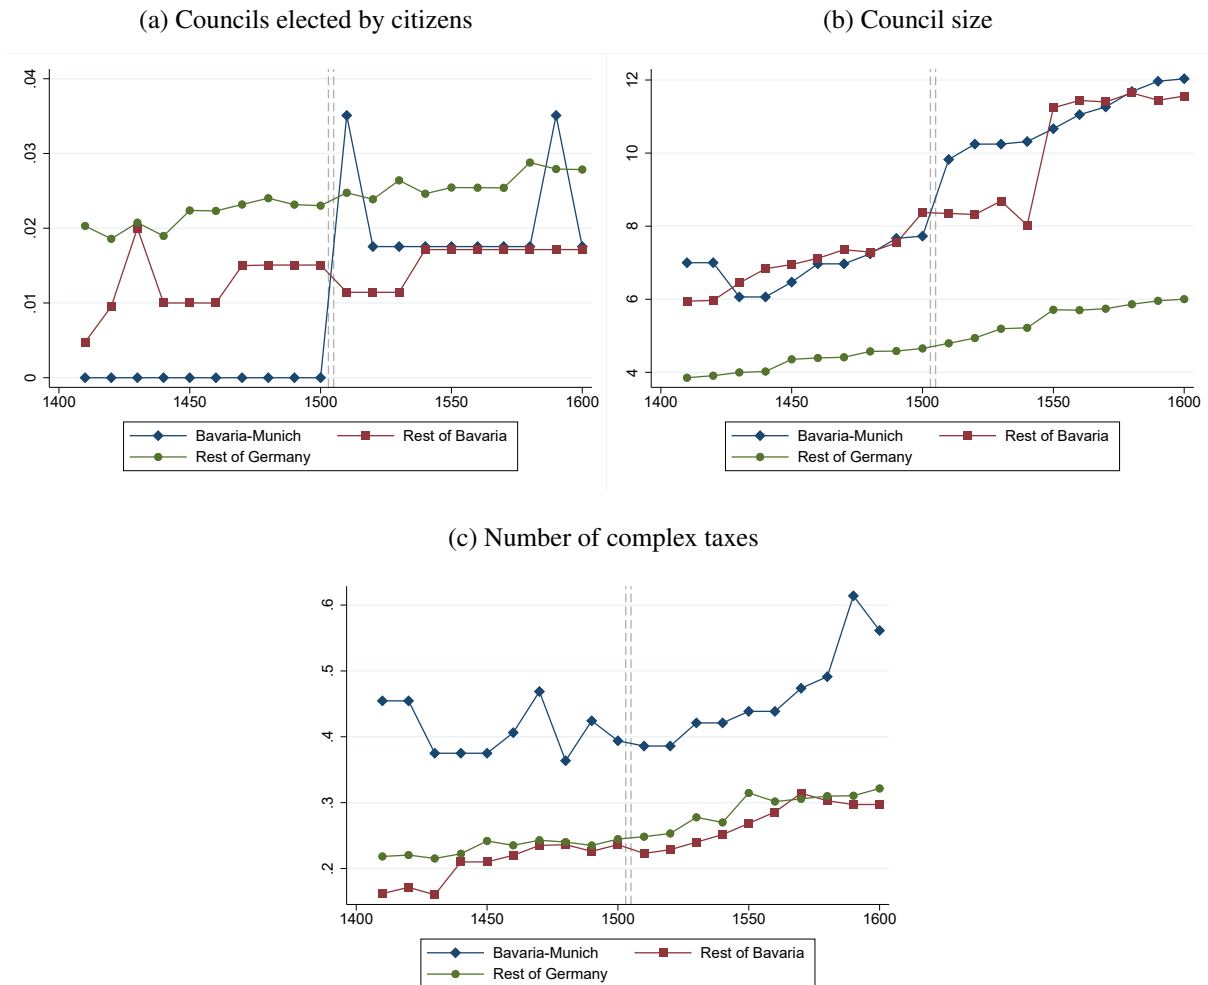 (a) Councils elected by citizens
.04
.03
.02
.01
0
1400 1450 1500 1550 1600
Bavaria-Munich Rest of Bavaria
Rest of Germany
(b) Council size
12
10
8
6
4
1400 1450 1500 1550 1600
Bavaria-Munich Rest of Bavaria
Rest of Germany
(c) Number of complex taxes
.6
.5
.4
.3
.2
1400 1450 1500 1550 1600
Bavaria-Munich Rest of Bavaria
Rest of Germany